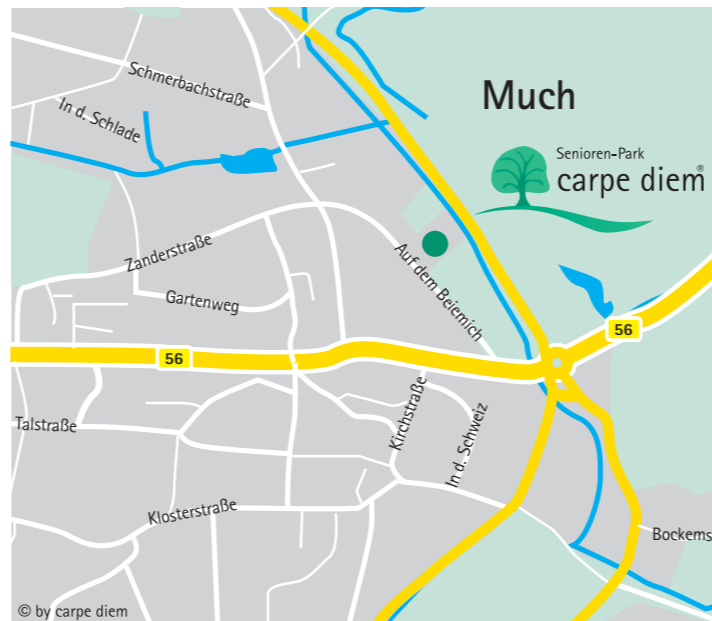 Schmerbachstraße
In d. Schlade
Much
Senioren-Park
carpe diem®
Zanderstraße
Gartenweg
Auf dem Beiemich
56
56
Talstraße
Kirchstraße
In d. Schweiz
Klosterstraße
Bockems
© by carpe diem